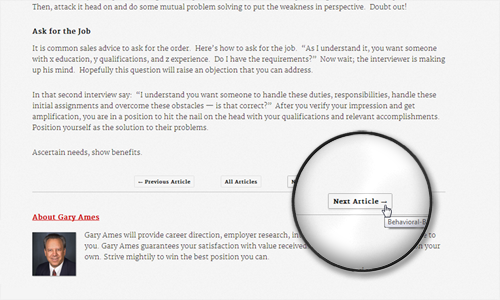 Then, attack it head on and do some mutual problem solving to put the weakness in perspective. Doubt out!
Ask for the Job
It is common sales advice to ask for the order. Here's how to ask for the job. "As I understand it, you want someone
with x education, y qualifications, and z experience. Do I have the requirements?" Now wait; the interviewer is making
up his mind. Hopefully this question will raise an objection that you can address.
In that second interview say: "I understand you want someone to handle these duties, responsibilities, handle these
initial assignments and overcome these obstacles — is that correct?" After you verify your impression and get
amplification, you are in a position to hit the nail on the head with your qualifications and relevant accomplishments.
Position yourself as the solution to their problems.
Ascertain needs, show benefits.
← Previous Article
All Articles
Next Article →
Behavioral-
About Gary Ames
Gary Ames will provide career direction, employer research, to
you. Gary Ames guarantees your satisfaction with value received on your
own. Strive mightily to win the best position you can.